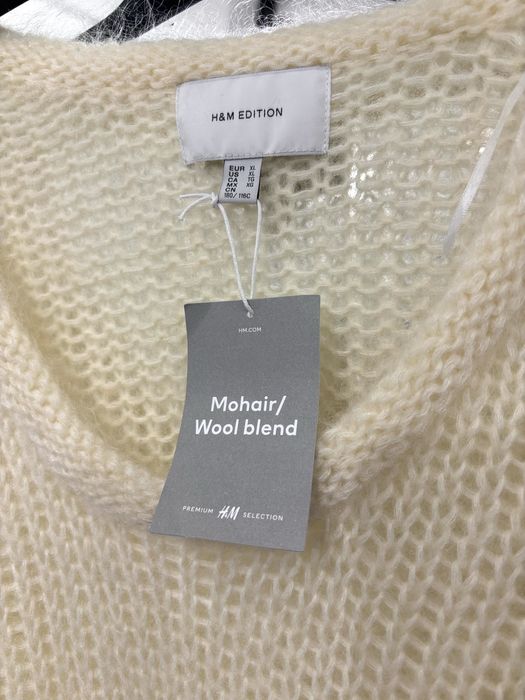 H&M EDITION
EUR XL
US XL
CA TG
MX XG
CN
180/116C
HM.COM
Mohair/
Wool blend
PREMIUM H&M SELECTION